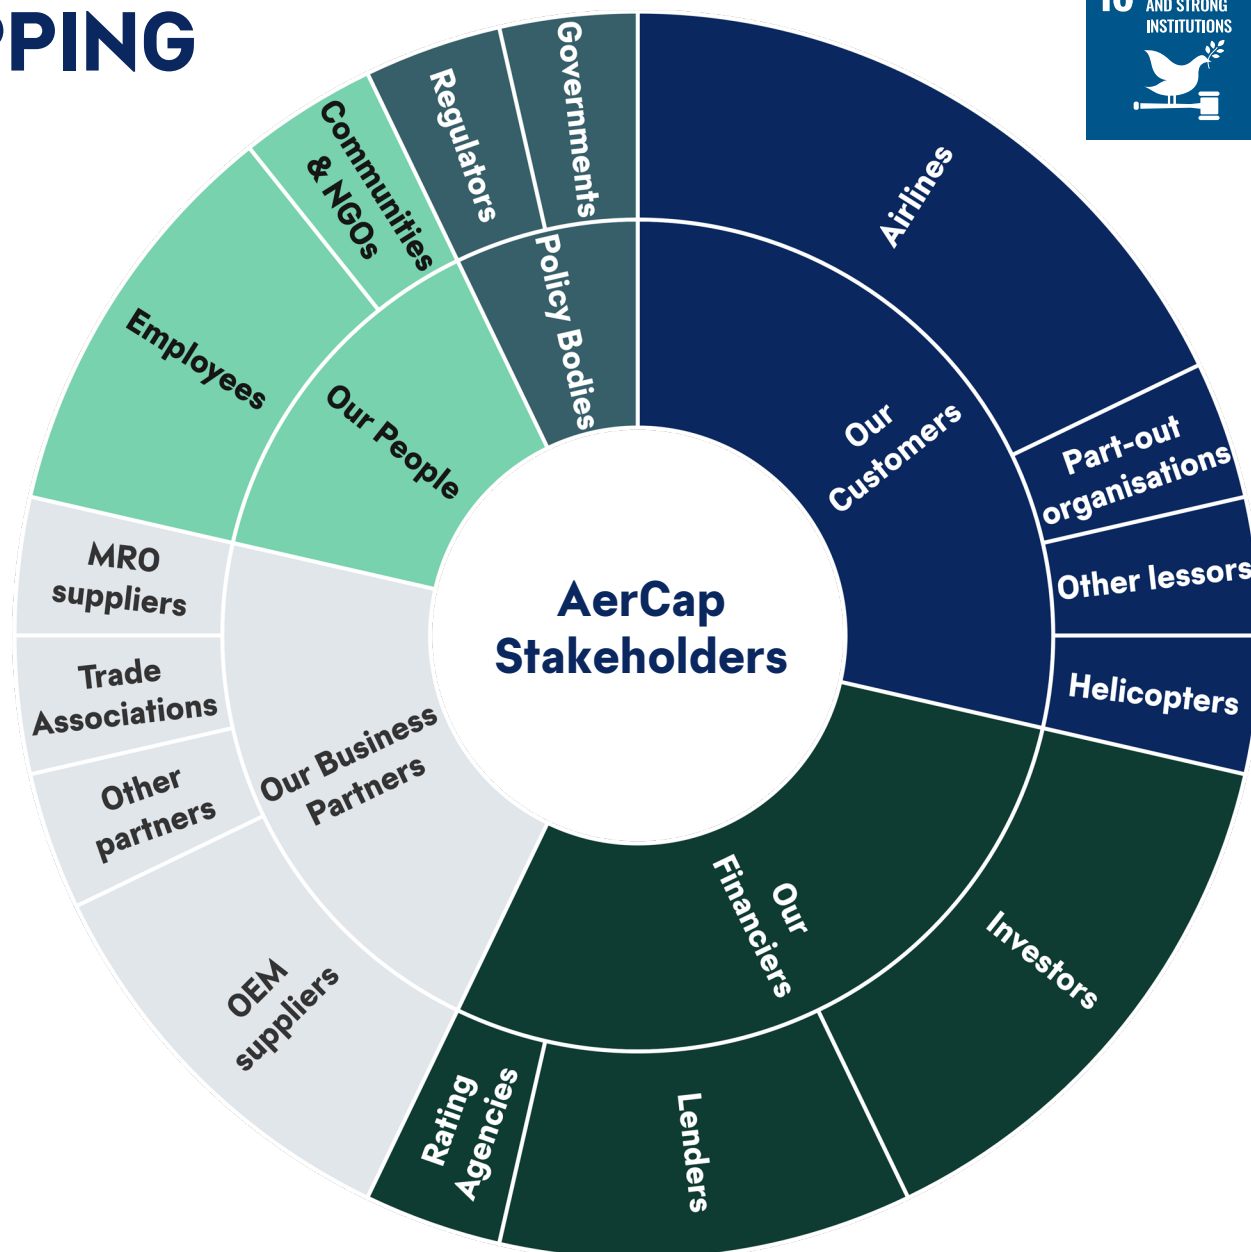 PPING
AND STRONG
INSTITUTIONS
Governments
Regulators
Communities
& NGOs
Policy Bodies
Employees
Our People
Airlines
Our
Customers
Part-out
organisations
Other lessors
Helicopters
AerCap
Stakeholders
MRO
suppliers
Trade
Associations
Other
partners
Our Business
Partners
OEM
suppliers
Our
Financiers
Investors
Lenders
Rating
Agencies